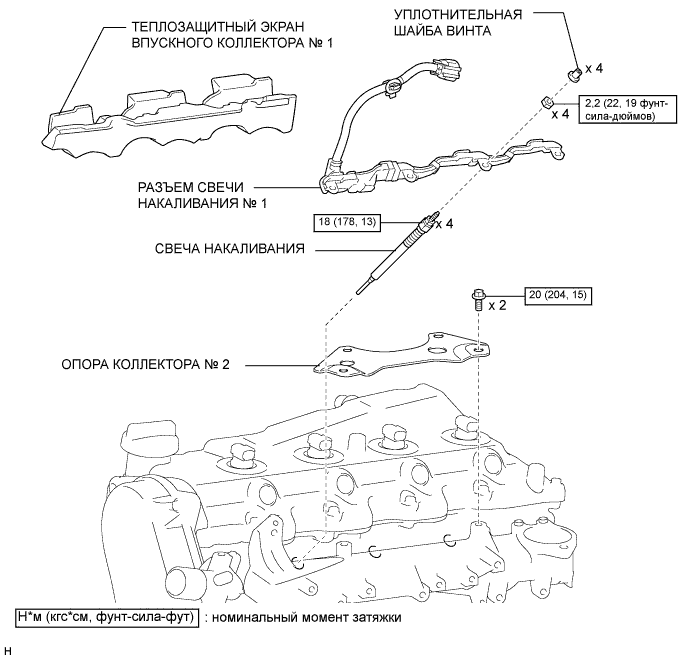 ТЕПЛОЗАЩИТНЫЙ ЭКРАН
ВПУСКНОГО КОЛЛЕКТОРА № 1
УПЛОТНИТЕЛЬНАЯ
ШАЙБА ВИНТА
x 4
x 4
2,2 (22, 19 фунт-
сила-дюймов)
РАЗЪЕМ СВЕЧИ
НАКАЛИВАНИЯ № 1
18 (178, 13)
x 4
СВЕЧА НАКАЛИВАНИЯ
20 (204, 15)
x 2
ОПОРА КОЛЛЕКТОРА № 2
Н*м (кгс*см, фунт-сила-фут) : номинальный момент затяжки
H